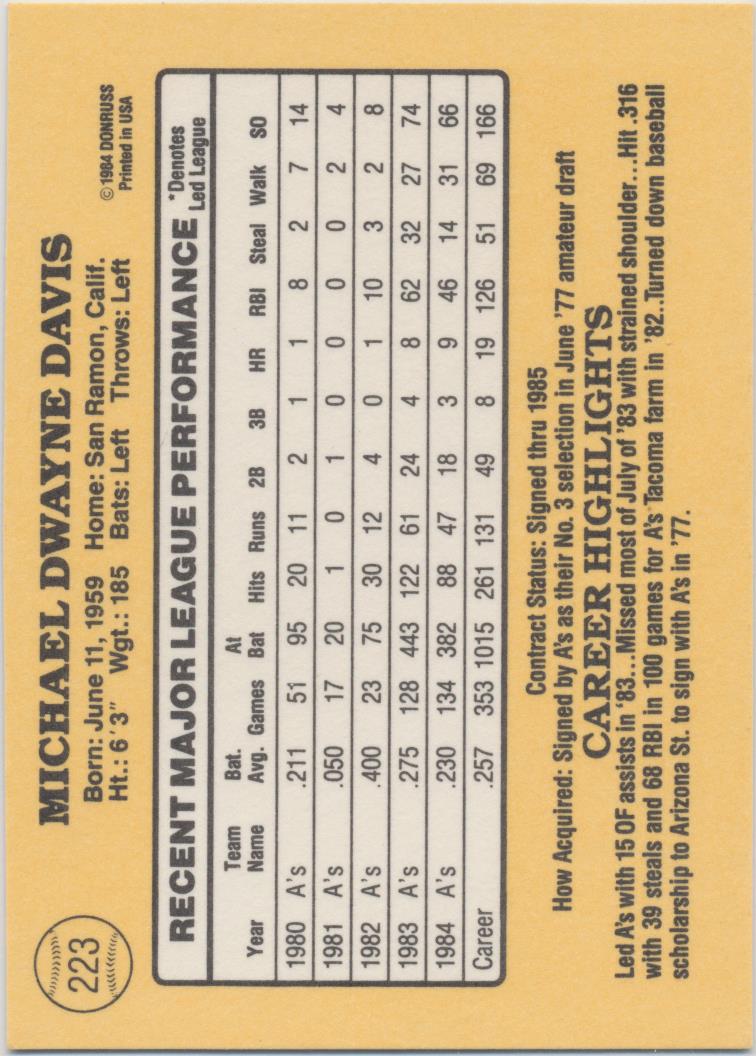 223
MICHAEL DWAYNE DAVIS
Born: June 11, 1959 Home: San Ramon, Calif.
Ht.: 6'3" Wgt.: 185 Bats: Left Throws: Left
©1984 DONRUSS
Printed in USA
RECENT MAJOR LEAGUE PERFORMANCE
*Denotes
Led League
Year Team Name Bat. Avg. Games At Bat Hits Runs 2B 3B HR RBI Steal Walk SO
1980 A's .211 51 95 20 11 2 1 1 8 2 7 14
1981 A's .050 17 20 1 0 1 0 0 0 0 2 4
1982 A's .400 23 75 30 12 4 0 1 10 3 2 8
1983 A's .275 128 443 122 61 24 4 8 62 32 27 74
1984 A's .230 134 382 88 47 18 3 9 46 14 31 66
Career .257 353 1015 261 131 49 8 19 126 51 69 166
Contract Status: Signed thru 1985
How Acquired: Signed by A's as their No. 3 selection in June '77 amateur draft
CAREER HIGHLIGHTS
Led A's with 15 OF assists in '83...Missed most of July of '83 with strained shoulder...Hit .316
with 39 steals and 68 RBI in 100 games for A's Tacoma farm in '82..Turned down baseball
scholarship to Arizona St. to sign with A's in '77.